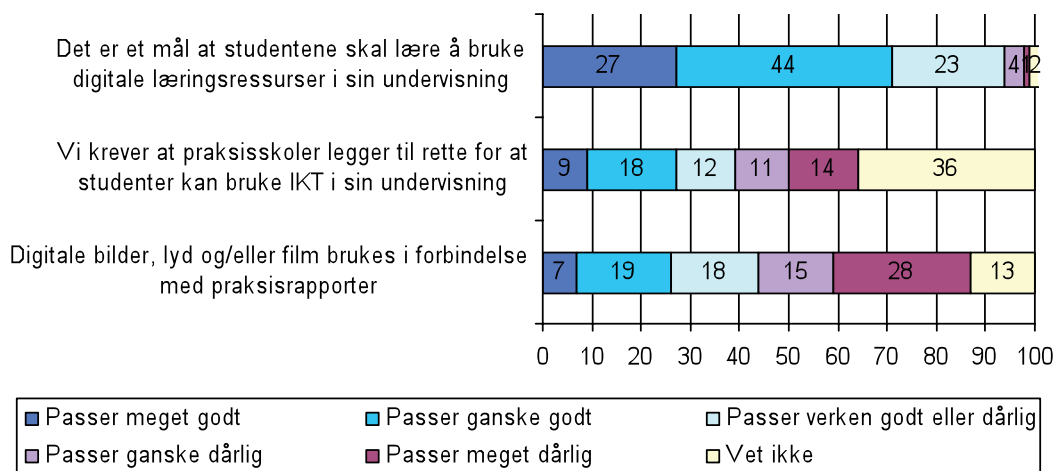 Det er et mål at studentene skal lære å bruke
digitale læringsressurser i sin undervisning
27 44 23 4 1 2
Vi krever at praksisskoler legger til rette for at
studenter kan bruke IKT i sin undervisning
9 18 12 11 14 36
Digitale bilder, lyd og/eller film brukes i forbindelse
med praksisrapporter
7 19 18 15 28 13
0 10 20 30 40 50 60 70 80 90 100
Passer meget godt Passer ganske godt Passer verken godt eller dårlig
Passer ganske dårlig Passer meget dårlig Vet ikke